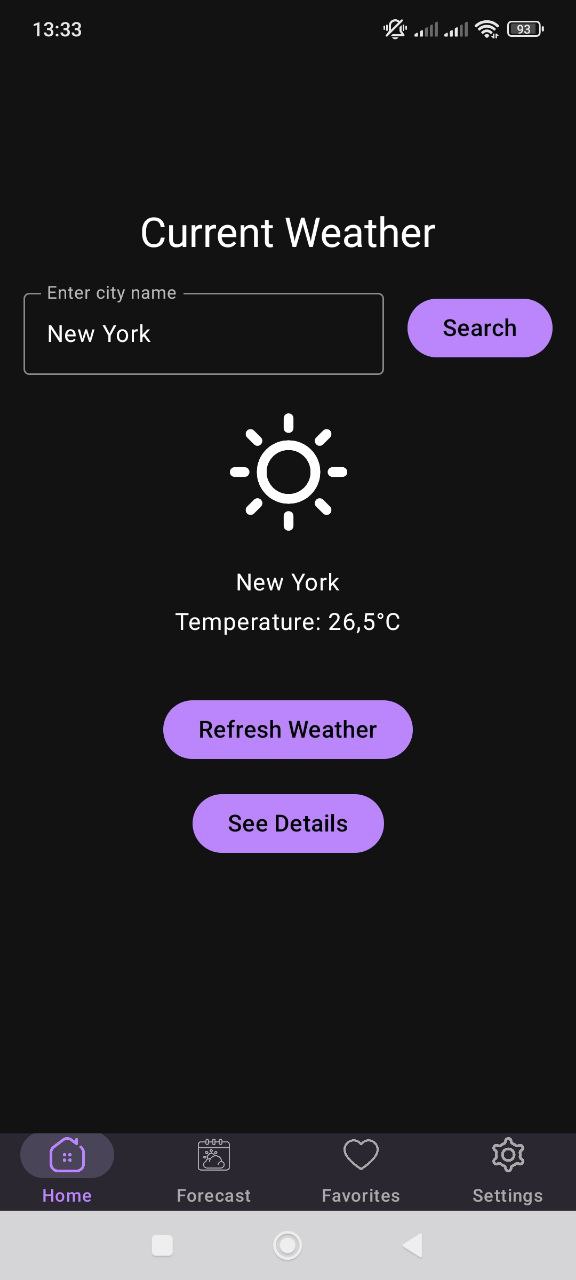 13:33
93
Current Weather
Enter city name
New York
Search
New York
Temperature: 26,5°C
Refresh Weather
See Details
Home
Forecast
Favorites
Settings